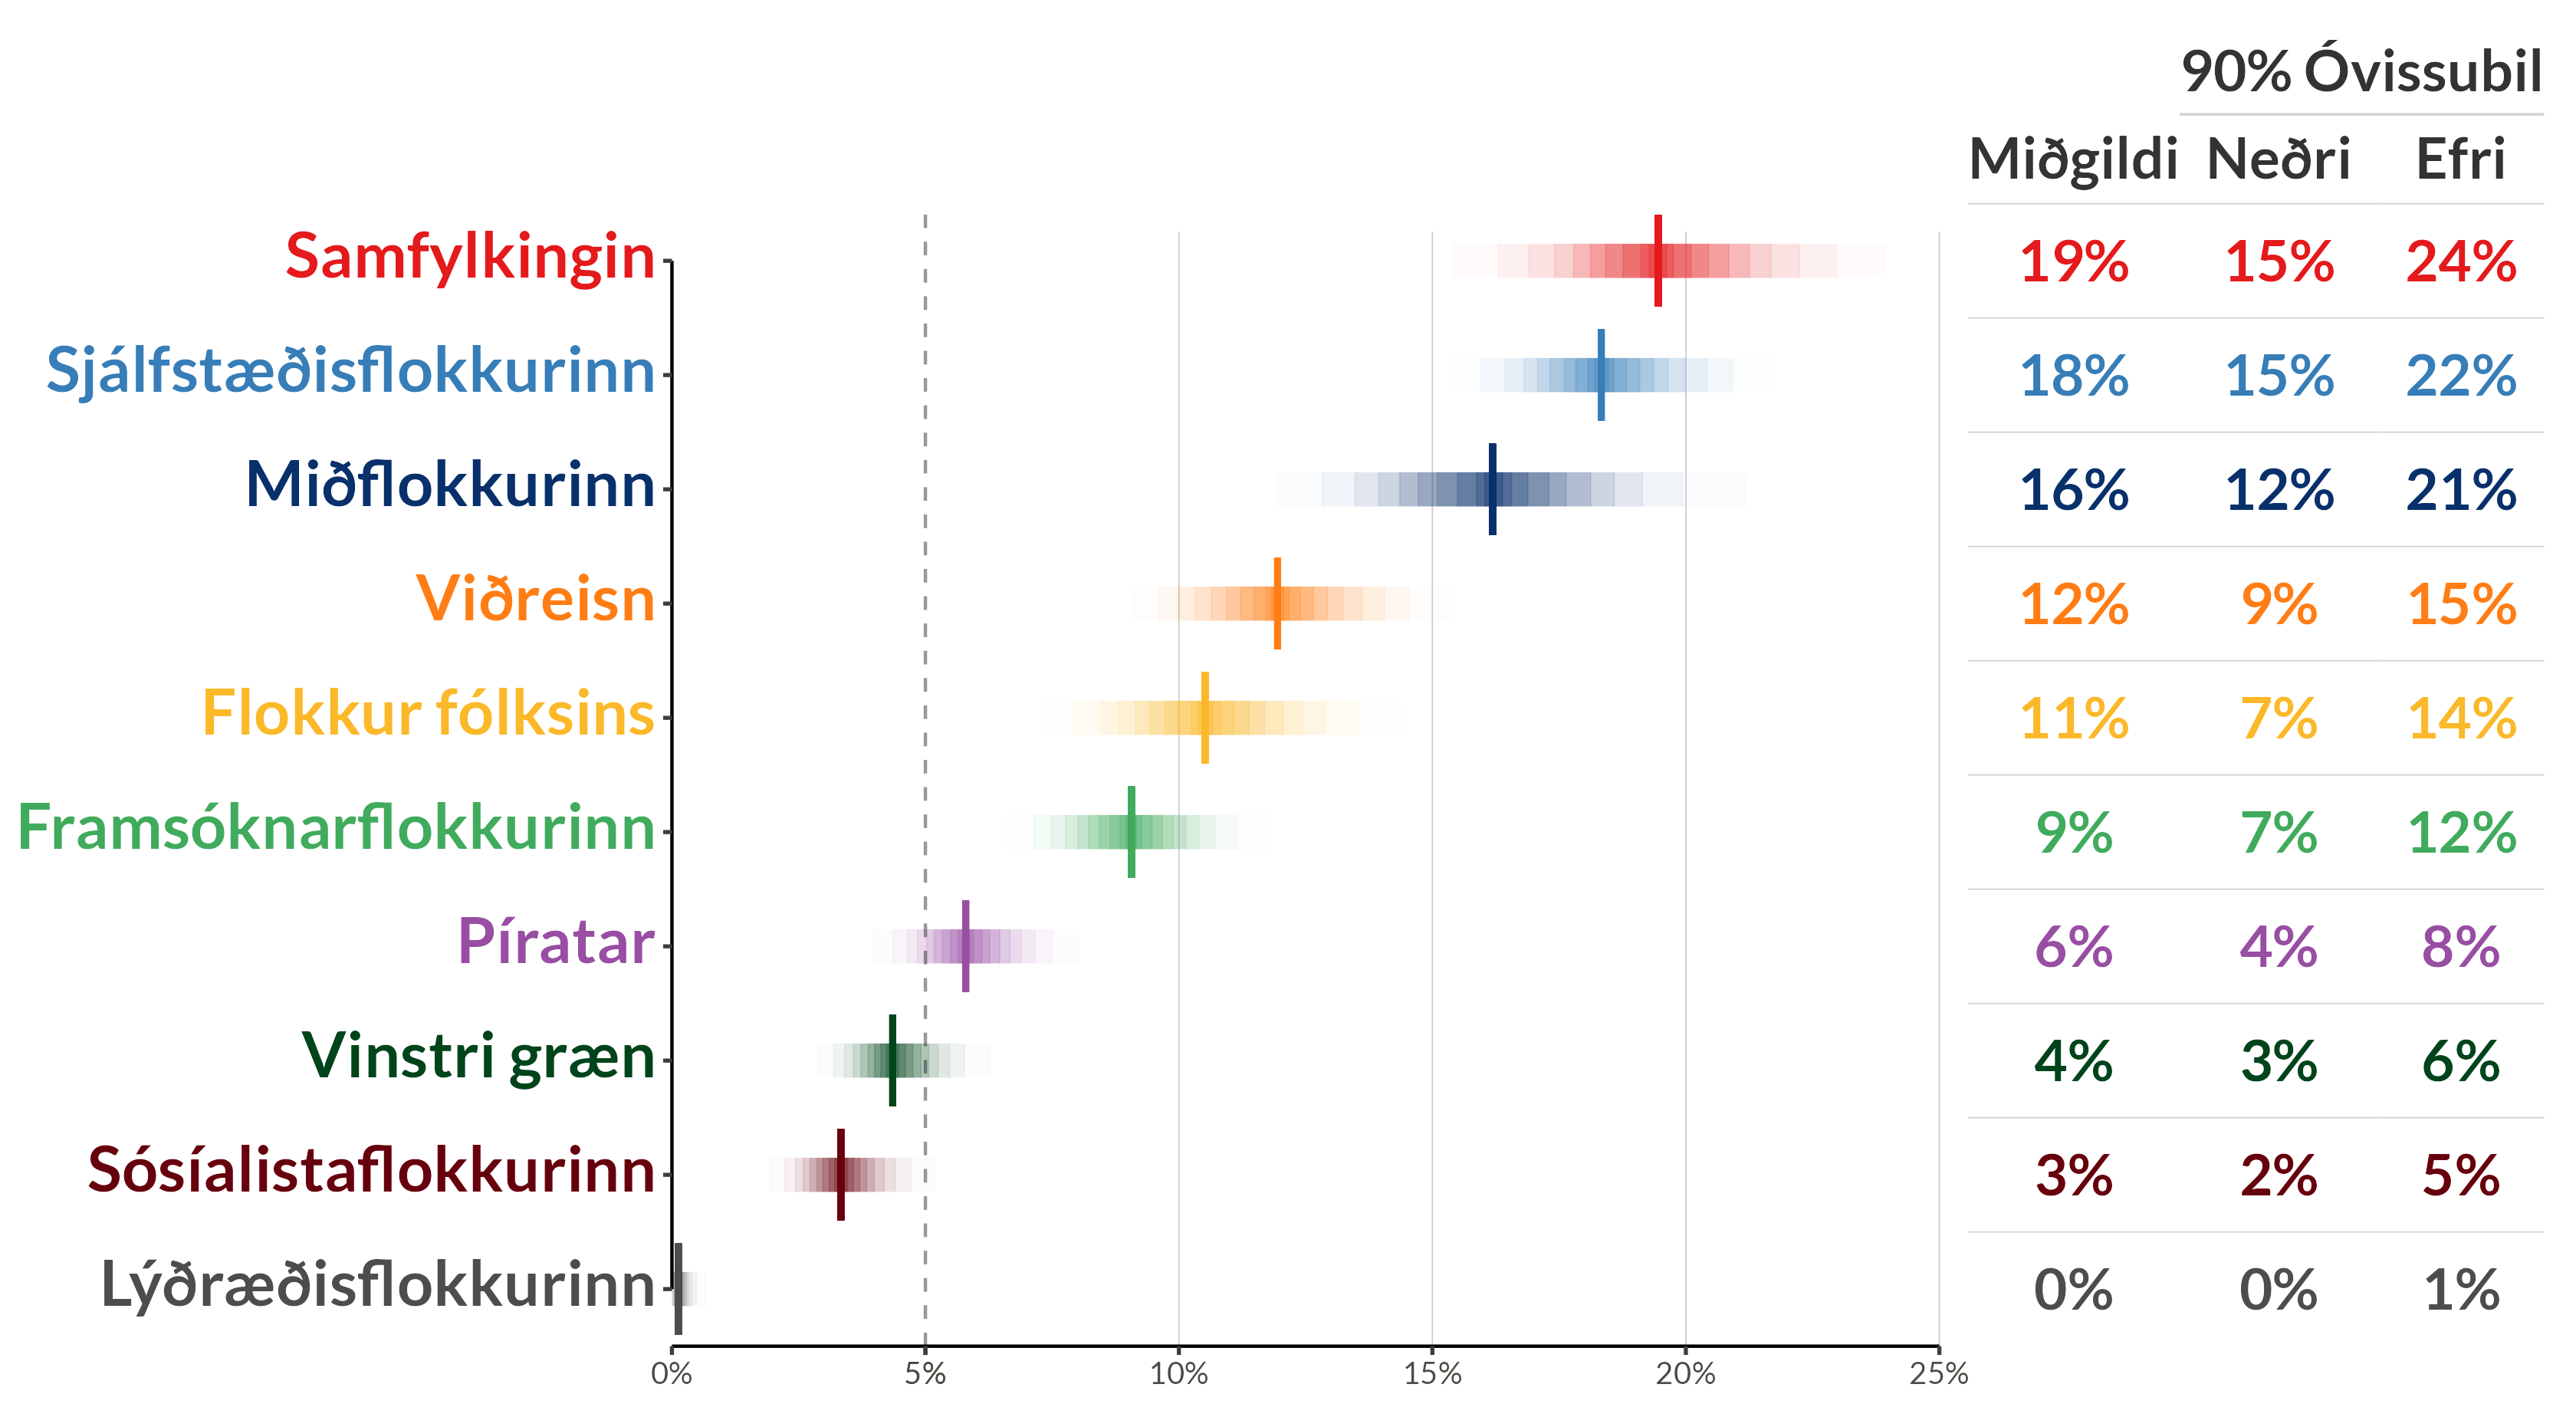 90% Óvissubil
Miðgildi Neðri Efri
Samfylkingin 19% 15% 24%
Sjálfstæðisflokkurinn 18% 15% 22%
Miðflokkurinn 16% 12% 21%
Viðreisn 12% 9% 15%
Flokkur fólksins 11% 7% 14%
Framsóknarflokkurinn 9% 7% 12%
Píratar 6% 4% 8%
Vinstri græn 4% 3% 6%
Sósíalistaflokkurinn 3% 2% 5%
Lýðræðisflokkurinn 0% 0% 1%
0% 5% 10% 15% 20% 25%